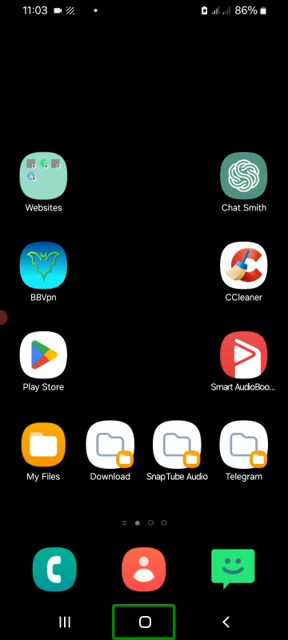 11:03
86%
Websites
Chat Smith
BBVpn
CCleaner
Play Store
Smart AudioBoo...
My Files
Download
SnapTube Audio
Telegram